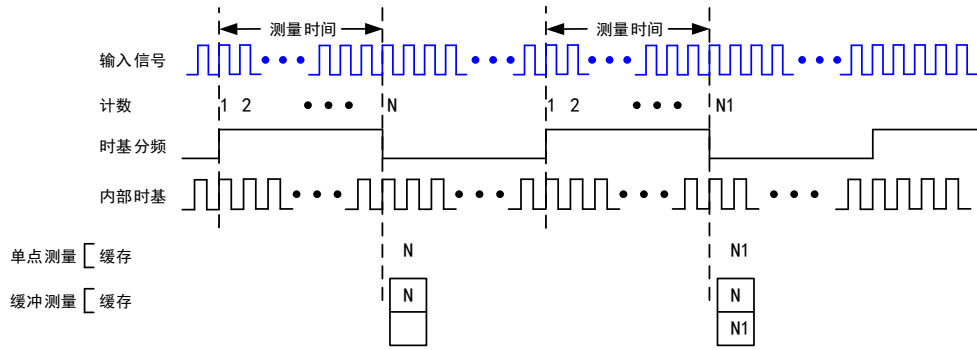 测量时间 测量时间
输入信号
计数 1 2 N 1 2 N1
时基分频
内部时基
单点测量 缓存 N N1
缓冲测量 缓存 N N
N1